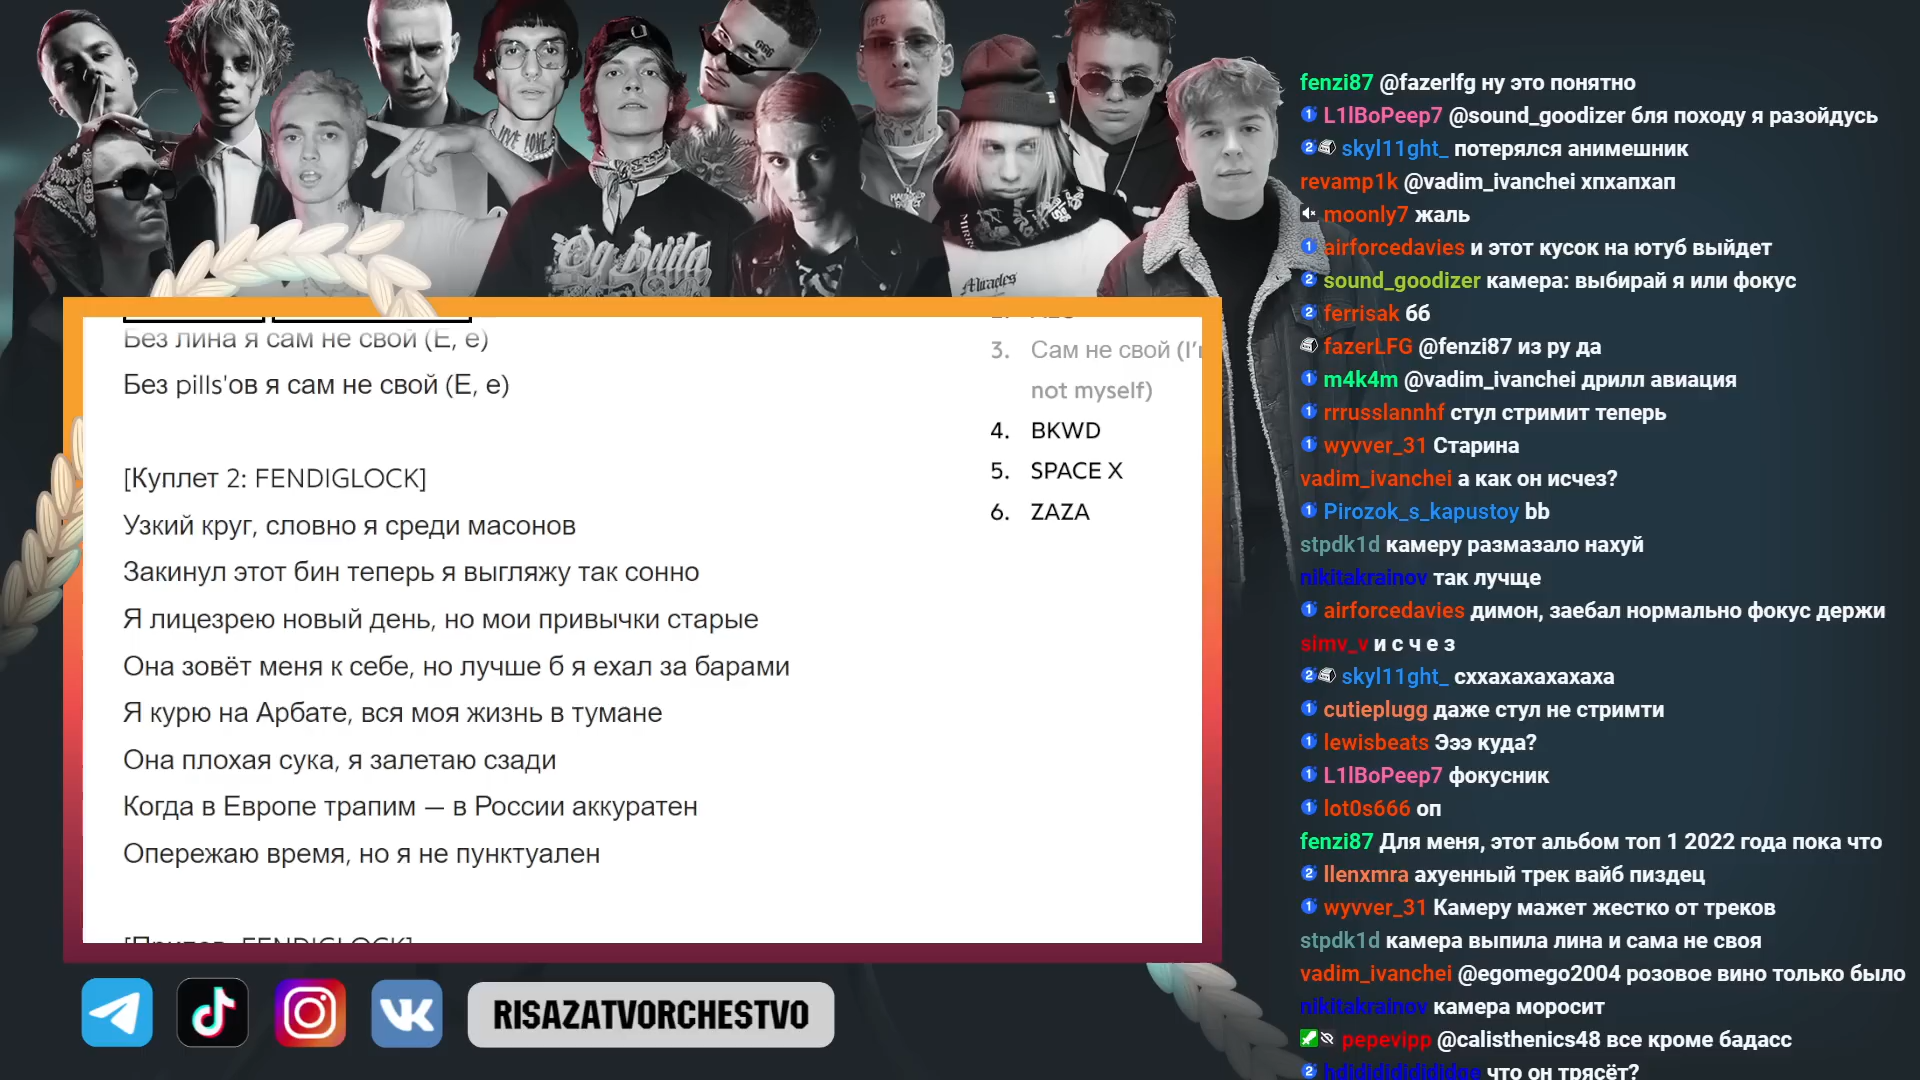 Без лина я сам не свой (Е, е)
Без pills'ов я сам не свой (Е, е)
[Куплет 2: FENDIGLOCK]
Узкий круг, словно я среди масонов
Закинул этот бин теперь я выгляжу так сонно
Я лицезрею новый день, но мои привычки старые
Она зовёт меня к себе, но лучше б я ехал за барами
Я курю на Арбате, вся моя жизнь в тумане
Она плохая сука, я залетаю сзади
Когда в Европе трапим — в России аккуратен
Опережаю время, но я не пунктуален
3. Сам не свой (I'
not myself)
4. BKWD
5. SPACE X
6. ZAZA
RISAZATVORCHESTVO
fenzi87 @fazerlfg ну это понятно
L1lBoPeep7 @sound_goodizer бля походу я разойдусь
skyl11ght_ потерялся анимешник
revamp1k @vadim_ivanchei хпхапхап
moonly7 жаль
airforcedavies и этот кусок на ютуб выйдет
sound_goodizer камера: выбирай я или фокус
ferrisak бб
fazerLFG @fenzi87 из ру да
m4k4m @vadim_ivanchei дрилл авиация
rrrusslannhf стул стримит теперь
wyvver_31 Старина
vadim_ivanchei а как он исчез?
Pirozok_s_kapustoy bb
stpdk1d камеру размазало нахуй
nikitakrainov так лучще
airforcedavies димон, заебал нормально фокус держи
simv_v и с ч е з
skyl11ght_ сххахахахахаха
cutieplugg даже стул не стримти
lewisbeats Эээ куда?
L1lBoPeep7 фокусник
lot0s666 оп
fenzi87 Для меня, этот альбом топ 1 2022 года пока что
llenxmra ахуенный трек вайб пиздец
wyvver_31 Камеру мажет жестко от треков
stpdk1d камера выпила лина и сама не своя
vadim_ivanchei @egomego2004 розовое вино только было
nikitakrainov камера моросит
pepevlpp @calisthenics48 все кроме бадасс
что он трясёт?